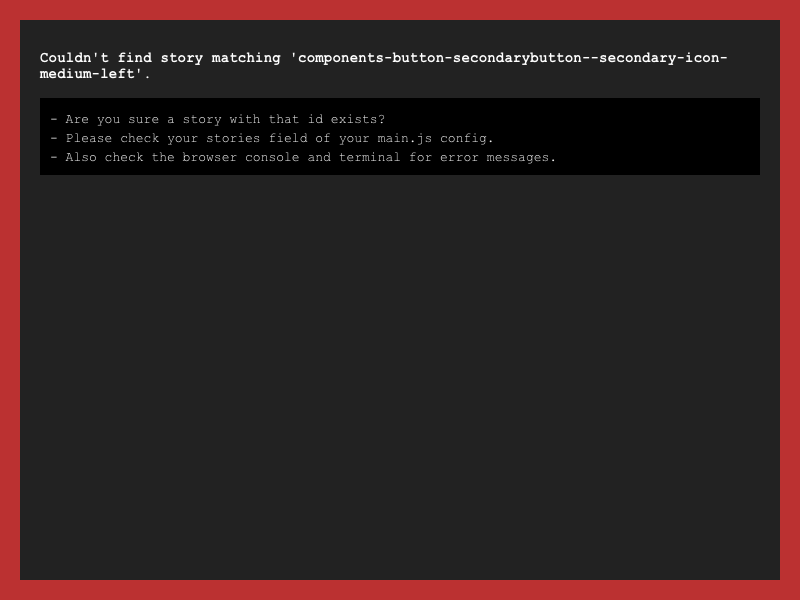 Couldn't find story matching 'components-button-secondarybutton--secondary-icon-
medium-left'.
- Are you sure a story with that id exists?
- Please check your stories field of your main.js config.
- Also check the browser console and terminal for error messages.